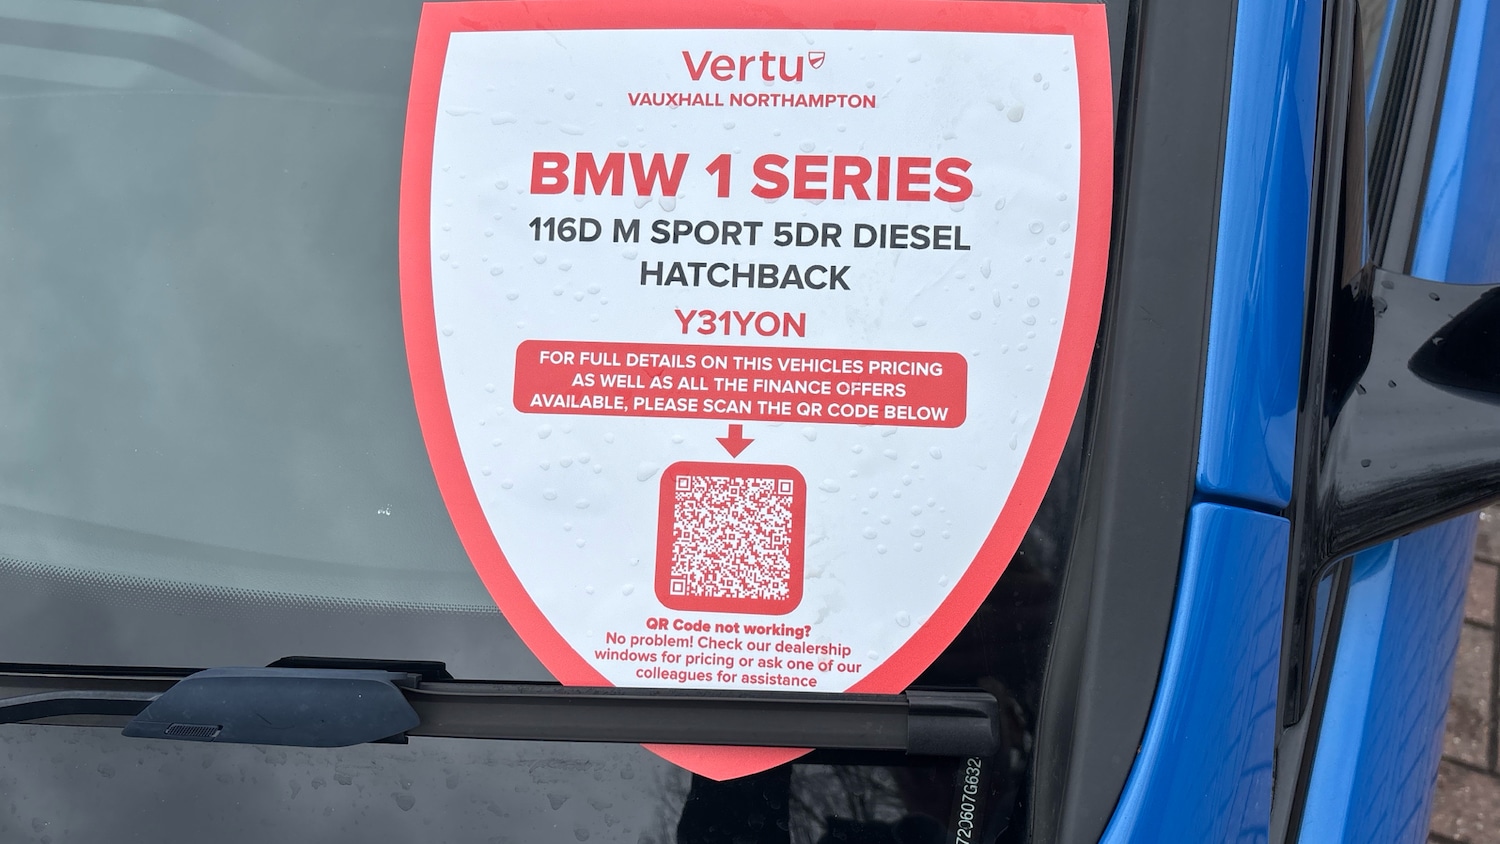 Vertu
VAUXHALL NORTHAMPTON
BMW 1 SERIES
116D M SPORT 5DR DIESEL
HATCHBACK
Y31YON
FOR FULL DETAILS ON THIS VEHICLES PRICING
AS WELL AS ALL THE FINANCE OFFERS
AVAILABLE, PLEASE SCAN THE QR CODE BELOW
QR Code not working?
No problem! Check our dealership
windows for pricing or ask one of our
colleagues for assistance
720607G632